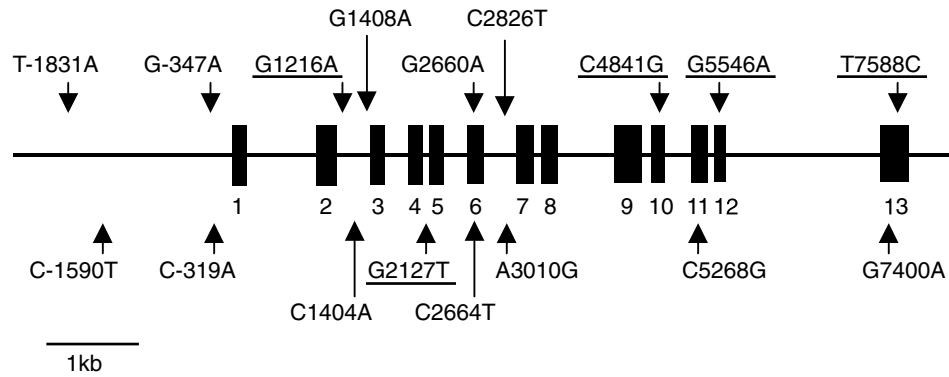 G1408A C2826T
T-1831A G-347A G1216A G2660A C4841G G5546A T7588C
1 2 3 4 5 6 7 8 9 10 11 12 13
C-1590T C-319A G2127T A3010G C5268G G7400A
C1404A C2664T
1kb